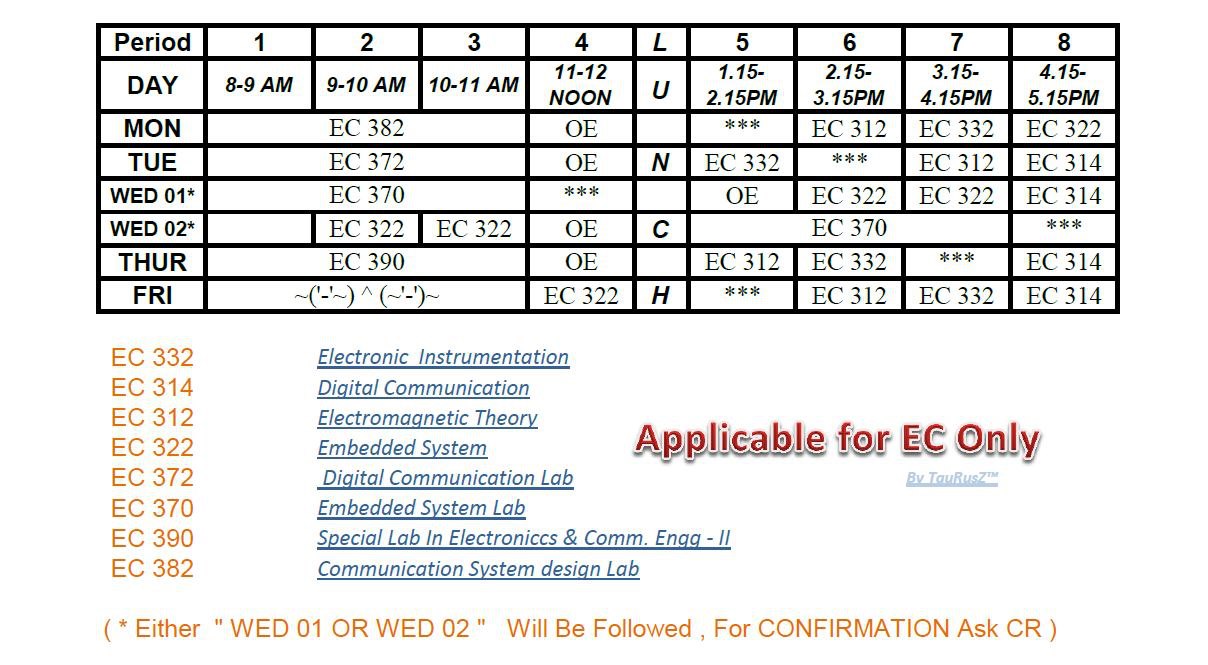 Period 1 2 3 4 L 5 6 7 8
DAY 8-9 AM 9-10 AM 10-11 AM 11-12 NOON U 1.15-2.15PM 2.15-3.15PM 3.15-4.15PM 4.15-5.15PM
MON EC 382 OE *** EC 312 EC 332 EC 322
TUE EC 372 OE N EC 332 *** EC 312 EC 314
WED 01* EC 370 *** OE EC 322 EC 322 EC 314
WED 02* EC 322 EC 322 OE C EC 370 ***
THUR EC 390 OE EC 312 EC 332 *** EC 314
FRI ~('-'~) ^ (~'-')~ EC 322 H *** EC 312 EC 332 EC 314
EC 332 Electronic Instrumentation
EC 314 Digital Communication
EC 312 Electromagnetic Theory
EC 322 Embedded System
Applicable for EC Only
EC 372 Digital Communication Lab
By TauRusZ™
EC 370 Embedded System Lab
EC 390 Special Lab In Electroniccs & Comm. Engg - II
EC 382 Communication System design Lab
( * Either " WED 01 OR WED 02 " Will Be Followed , For CONFIRMATION Ask CR )